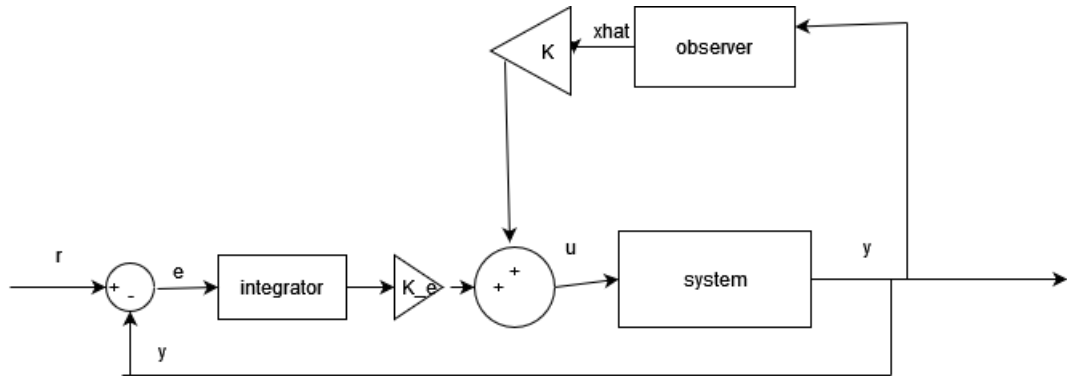 xhat
K
observer
r
+
-
e
integrator
K_e
+
+
u
system
y
y